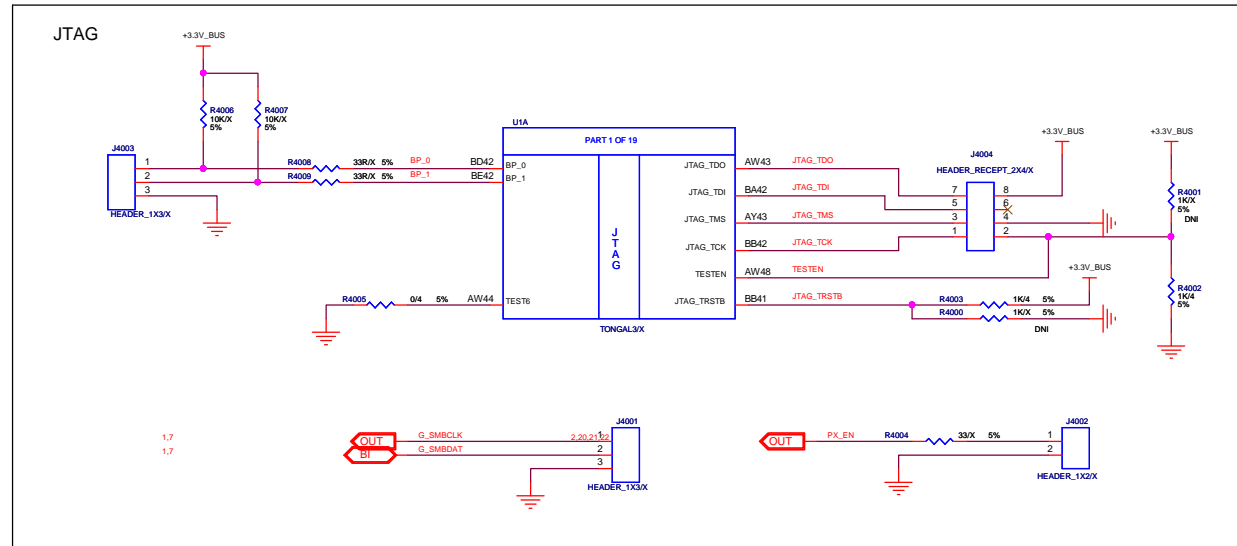 JTAG
+3.3V_BUS
R4006
10K/X
5%
R4007
10K/X
5%
J4003
1
2
3
HEADER_1X3/X
R4008 33R/X 5%
R4009 33R/X 5%
BP_0
BP_1
BD42
BE42
U1A
PART 1 OF 19
BP_0
BP_1
JTAG
TEST6
JTAG_TDO
JTAG_TDI
JTAG_TMS
JTAG_TCK
TESTEN
JTAG_TRSTB
TONGAL3/X
R4005 0/4 5% AW44
AW43 JTAG_TDO
BA42 JTAG_TDI
AY43 JTAG_TMS
BB42 JTAG_TCK
AW48 TESTEN
BB41 JTAG_TRSTB
J4004
HEADER_RECEPT_2X4/X
7 8
5 6
3 4
1 2
+3.3V_BUS
+3.3V_BUS
R4001
1K/X
5%
DNI
+3.3V_BUS
R4003 1K/4 5%
R4000 1K/X 5%
DNI
R4002
1K/4
5%
1,7
1,7
OUT G_SMBCLK 2,20,21,22
BI G_SMBDAT
J4001
1
2
3
HEADER_1X3/X
OUT PX_EN R4004 33/X 5%
J4002
1
2
HEADER_1X2/X